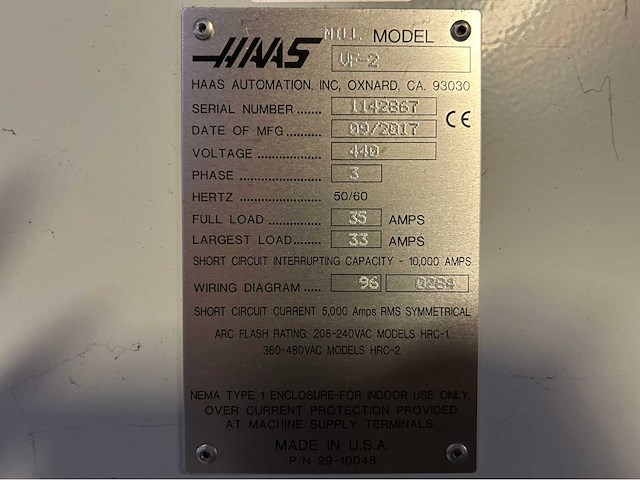 HAAS MILL MODEL
VF-2
HAAS AUTOMATION, INC, OXNARD, CA. 93030
SERIAL NUMBER ....... 1142867
DATE OF MFG ......... 09/2017 CE
VOLTAGE .................. 440
PHASE ...................... 3
HERTZ ...................... 50/60
FULL LOAD .............. 35 AMPS
LARGEST LOAD ....... 33 AMPS
SHORT CIRCUIT INTERRUPTING CAPACITY - 10,000 AMPS
WIRING DIAGRAM ..... 96
SHORT CIRCUIT CURRENT 5,000 Amps RMS SYMMETRICAL
ARC FLASH RATING: 208-240VAC MODELS HRC-1,
360-480VAC MODELS HRC-2
NEMA TYPE 1 ENCLOSURE-FOR INDOOR USE ONLY
OVER CURRENT PROTECTION PROVIDED
AT MACHINE SUPPLY TERMINALS.
MADE IN U.S.A.
P/N 29-10048